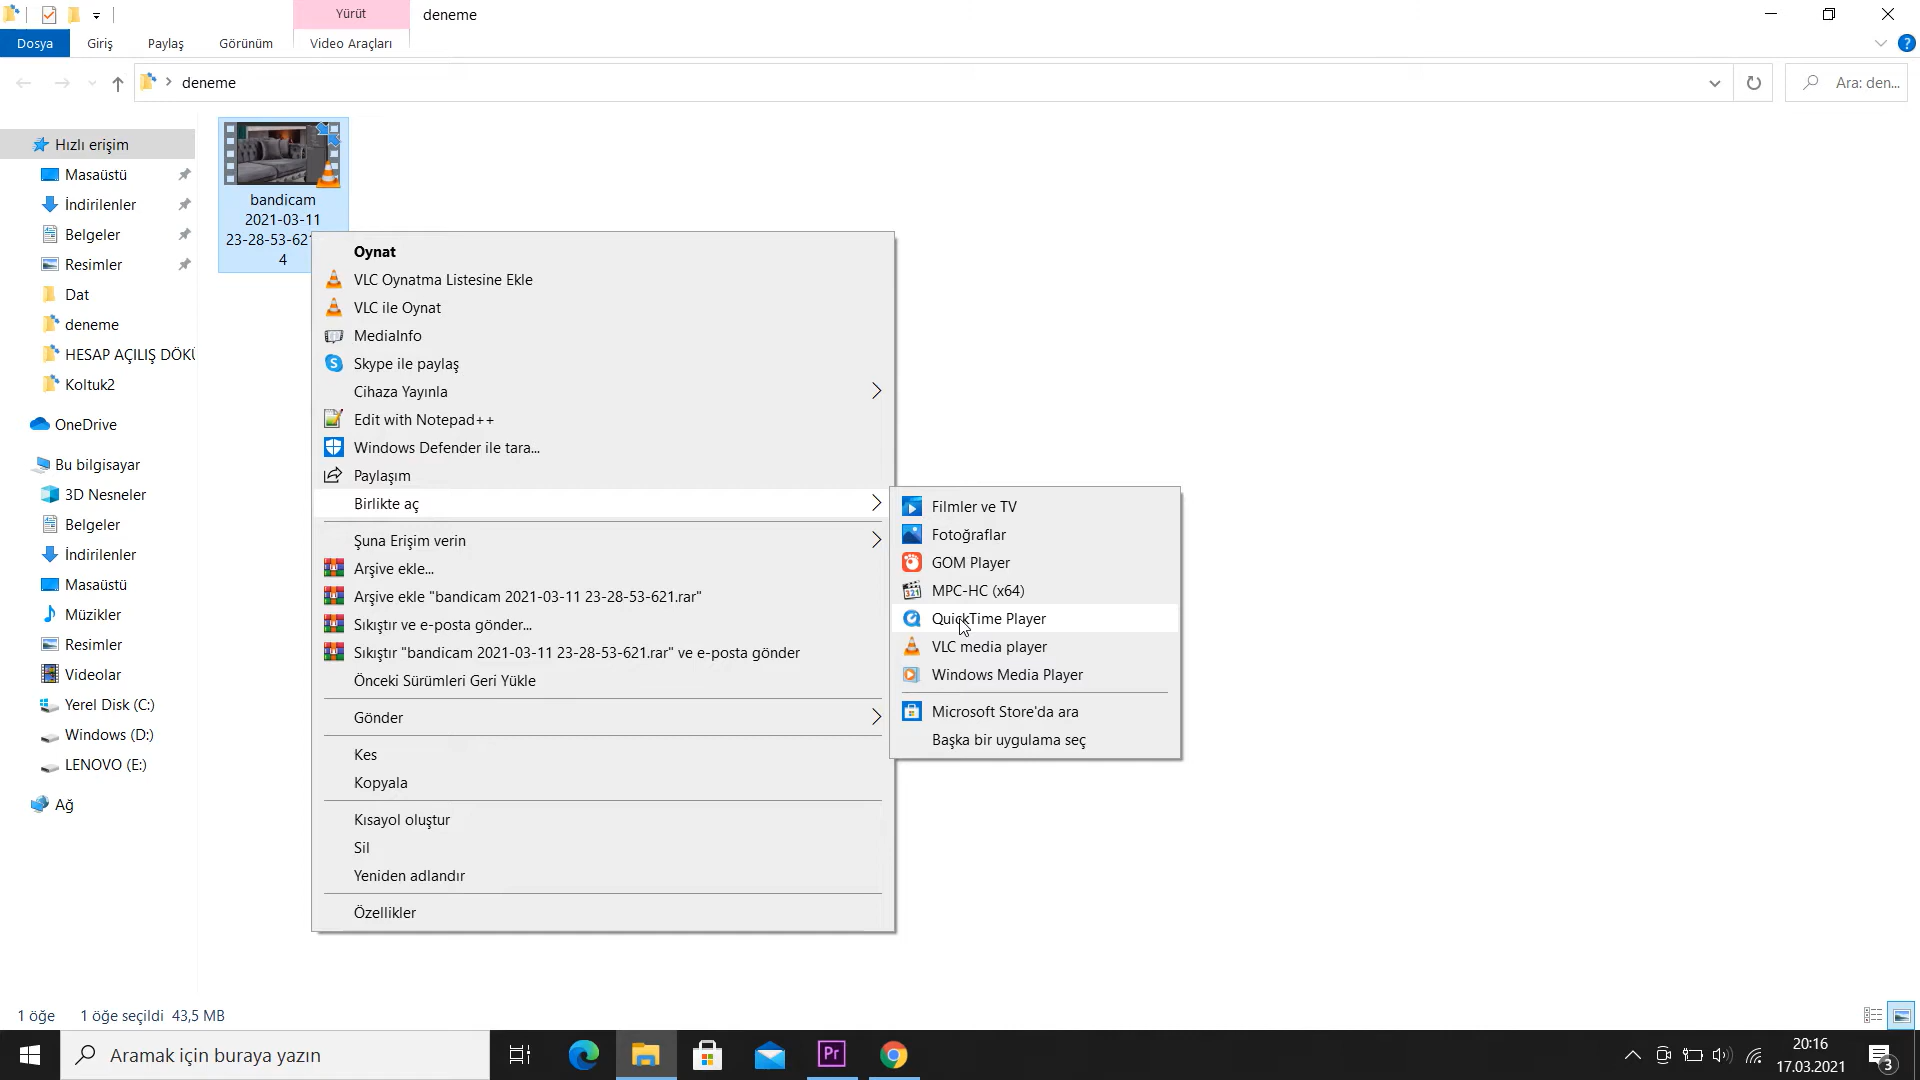 Yürüt
deneme
Dosya
Giriş
Paylaş
Görünüm
Video Araçları
deneme
Ara: den...
Hızlı erişim
Masaüstü
İndirilenler
Belgeler
Resimler
Dat
deneme
HESAP AÇILIŞ DÖKÜ
Koltuk2
OneDrive
Bu bilgisayar
3D Nesneler
Belgeler
İndirilenler
Masaüstü
Müzikler
Resimler
Videolar
Yerel Disk (C:)
Windows (D:)
LENOVO (E:)
Ağ
bandicam
2021-03-11
23-28-53-621
4
Oynat
VLC Oynatma Listesine Ekle
VLC ile Oynat
MediaInfo
Skype ile paylaş
Cihaza Yayınla
Edit with Notepad++
Windows Defender ile tara...
Paylaşım
Birlikte aç
Şuna Erişim verin
Arşive ekle...
Arşive ekle "bandicam 2021-03-11 23-28-53-621.rar"
Sıkıştır ve e-posta gönder...
Sıkıştır "bandicam 2021-03-11 23-28-53-621.rar" ve e-posta gönder
Önceki Sürümleri Geri Yükle
Gönder
Kes
Kopyala
Kısayol oluştur
Sil
Yeniden adlandır
Özellikler
Filmler ve TV
Fotoğraflar
GOM Player
MPC-HC (x64)
QuickTime Player
VLC media player
Windows Media Player
Microsoft Store'da ara
Başka bir uygulama seç
1 öğe
1 öğe seçildi 43,5 MB
Aramak için buraya yazın
Pr
20:16
17.03.2021
3